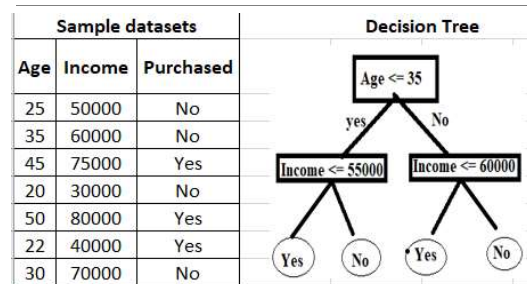 Sample datasets Decision Tree
Age Income Purchased
25 50000 No
35 60000 No
45 75000 Yes
20 30000 No
50 80000 Yes
22 40000 Yes
30 70000 No
Age <= 35
yes No
Income <= 55000 Income <= 60000
Yes No Yes No